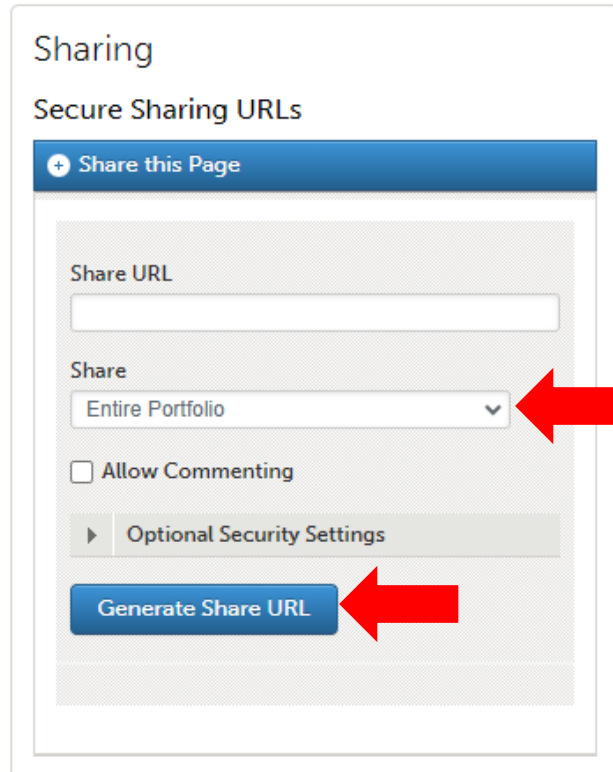 Sharing
Secure Sharing URLs
Share this Page
Share URL
Share
Entire Portfolio
Allow Commenting
Optional Security Settings
Generate Share URL